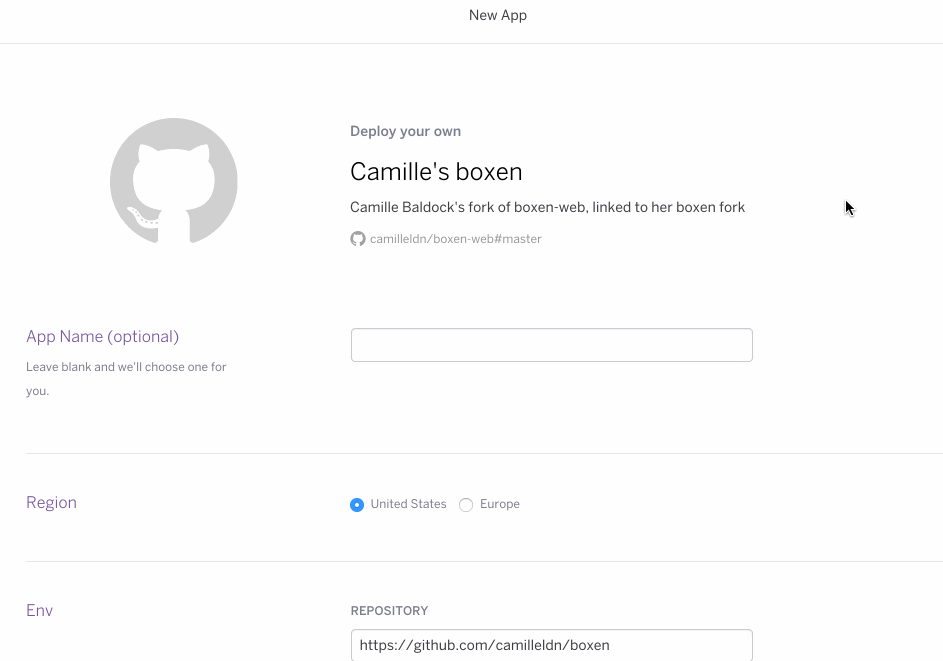 New App
Deploy your own
Camille's boxen
Camille Baldock's fork of boxen-web, linked to her boxen fork
camilleldn/boxen-web#master
App Name (optional)
Leave blank and we'll choose one for
you.
Region
United States
Europe
Env
REPOSITORY
https://github.com/camilleldn/boxen